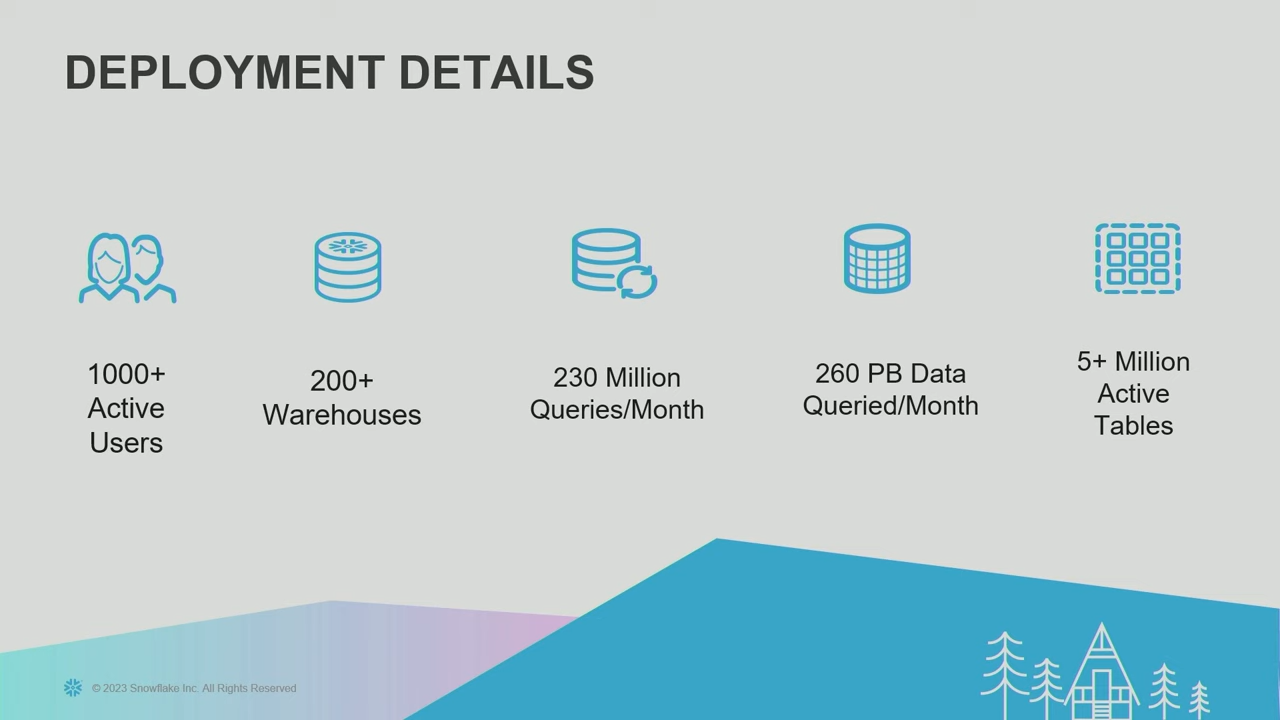 DEPLOYMENT DETAILS
1000+
Active
Users
200+
Warehouses
230 Million
Queries/Month
260 PB Data
Queried/Month
5+ Million
Active
Tables
© 2023 Snowflake Inc. All Rights Reserved